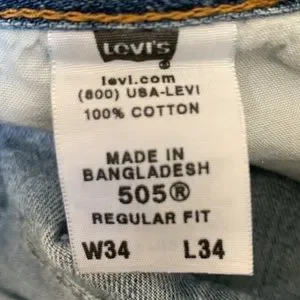 Levi's
levi.com
(800) USA-LEVI
100% COTTON
MADE IN
BANGLADESH
505®
REGULAR FIT
W34 L34